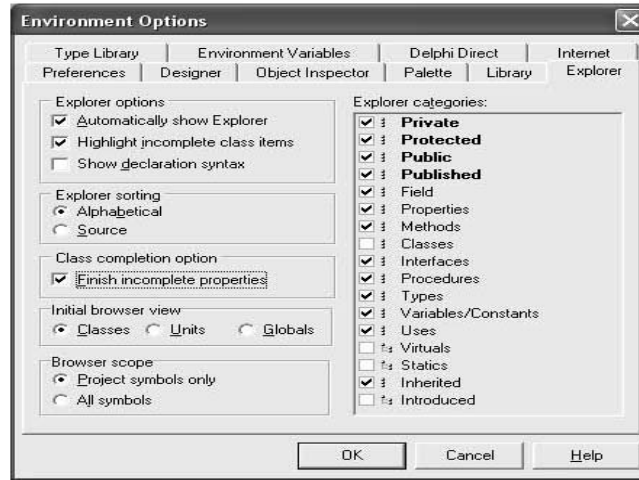 Environment Options
Type Library
Environment Variables
Delphi Direct
Internet
Preferences
Designer
Object Inspector
Palette
Library
Explorer
Explorer options
Automatically show Explorer
Highlight incomplete class items
Show declaration syntax
Explorer sorting
Alphabetical
Source
Class completion option
Finish incomplete properties
Initial browser view
Classes
Units
Globals
Browser scope
Project symbols only
All symbols
Explorer categories:
Private
Protected
Public
Published
Field
Properties
Methods
Classes
Interfaces
Procedures
Types
Variables/Constants
Uses
Virtuals
Statics
Inherited
Introduced
OK
Cancel
Help